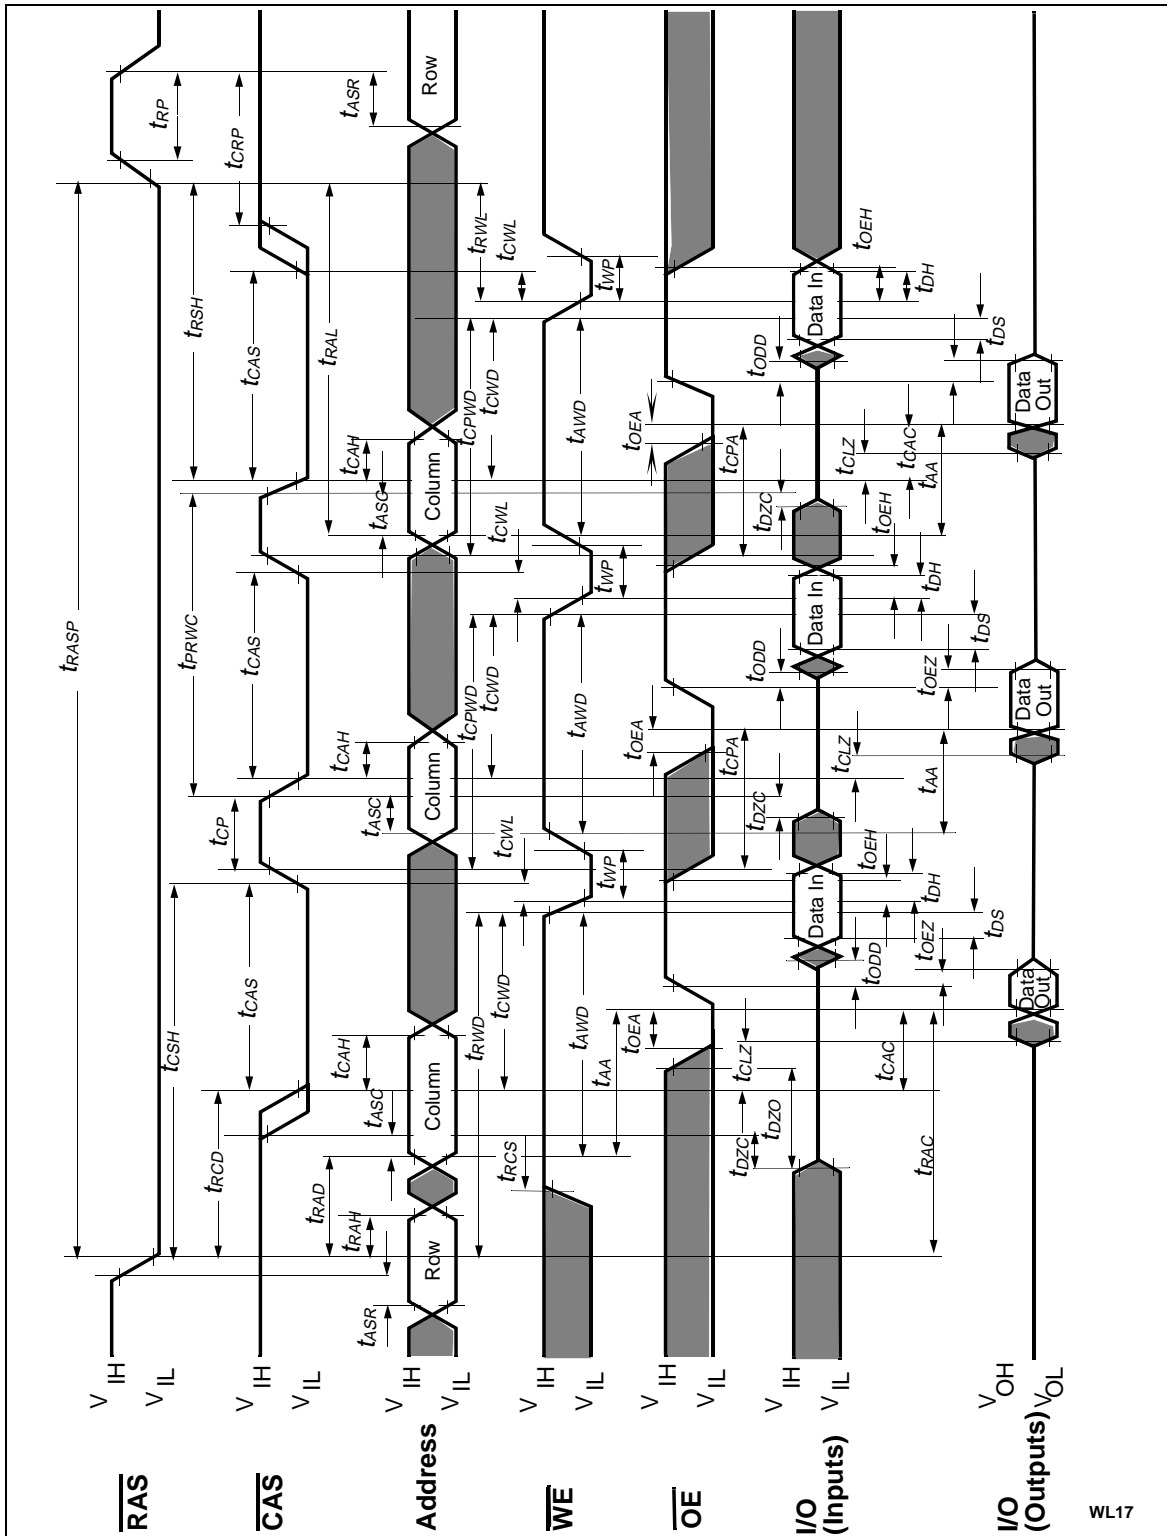 RAS
V IH
V IL
tRASP
tRP
CAS
V IH
V IL
tCSH
tPRWC
tRSH
tCRP
tRCD
tCAS
tCP
tCAS
tCAS
Address
V IH
V IL
tASR
tRAD
tRAH
tASC
tCAH
tASC
tCAH
tASC
tCAH
tRAL
tASR
Row
Column
Column
Column
Row
WE
V IH
V IL
tRCS
tRWD
tCWD
tAWD
tCWL
tWP
tCPWD
tCWD
tAWD
tCWL
tWP
tCPWD
tCWD
tAWD
tRWL
tCWL
tWP
OE
V IH
V IL
tAA
tOEA
tOEA
tCPA
tOEA
tCPA
I/O
(Inputs)
V IH
V IL
tDZC
tDZO
tCLZ
tODD
tOEH
tDH
tDS
tDZC
tCLZ
tODD
tOEH
tDH
tDS
tDZC
tCLZ
tODD
tOEH
tDH
tDS
Data In
Data In
Data In
I/O
(Outputs)
VOH
VOL
tRAC
tCAC
tOEZ
tAA
tOEZ
tAA
tCAC
Data
Out
Data
Out
Data
Out
WL17